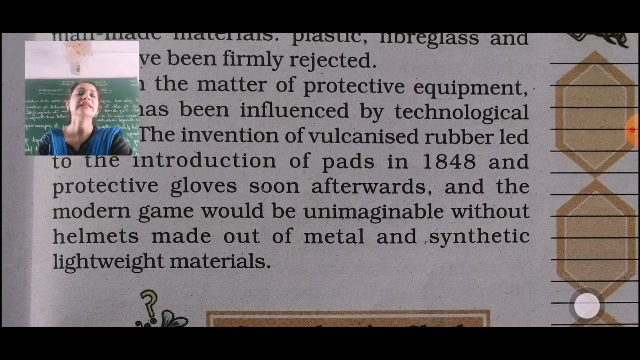 man-made materials: plastic, fibreglass and
ve been firmly rejected.
the matter of protective equipment,
has been influenced by technological
The invention of vulcanised rubber led
to the introduction of pads in 1848 and
protective gloves soon afterwards, and the
modern game would be unimaginable without
helmets made out of metal and synthetic
lightweight materials.